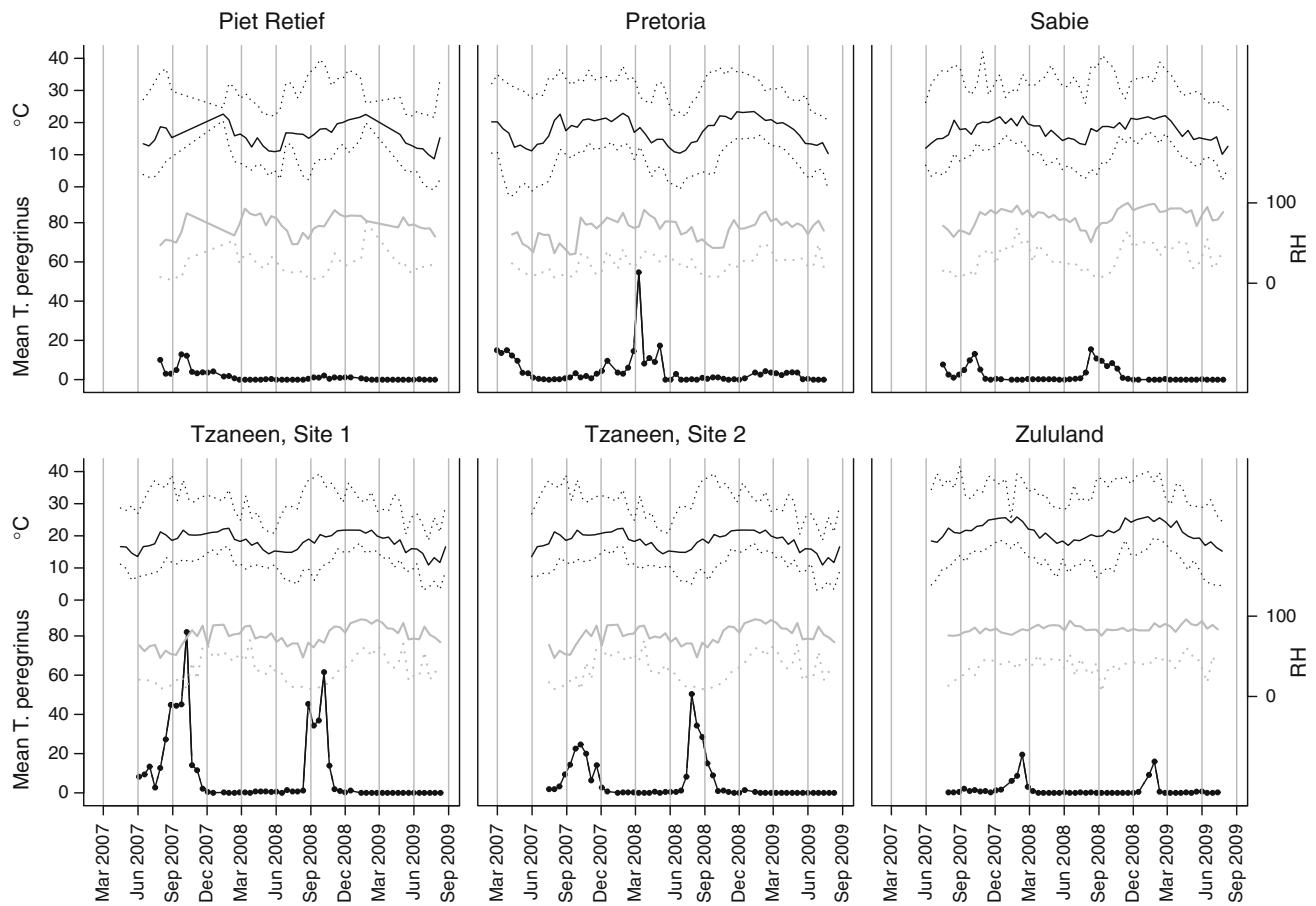 Piet Retief
Pretoria
Sabie
40
30
20
10
0
°C
80
60
40
20
0
Mean T. peregrinus
100
0
RH
Tzaneen, Site 1
Tzaneen, Site 2
Zululand
40
30
20
10
0
°C
80
60
40
20
0
Mean T. peregrinus
100
0
RH
Mar 2007
Jun 2007
Sep 2007
Dec 2007
Mar 2008
Jun 2008
Sep 2008
Dec 2008
Mar 2009
Jun 2009
Sep 2009
Mar 2007
Jun 2007
Sep 2007
Dec 2007
Mar 2008
Jun 2008
Sep 2008
Dec 2008
Mar 2009
Jun 2009
Sep 2009
Mar 2007
Jun 2007
Sep 2007
Dec 2007
Mar 2008
Jun 2008
Sep 2008
Dec 2008
Mar 2009
Jun 2009
Sep 2009